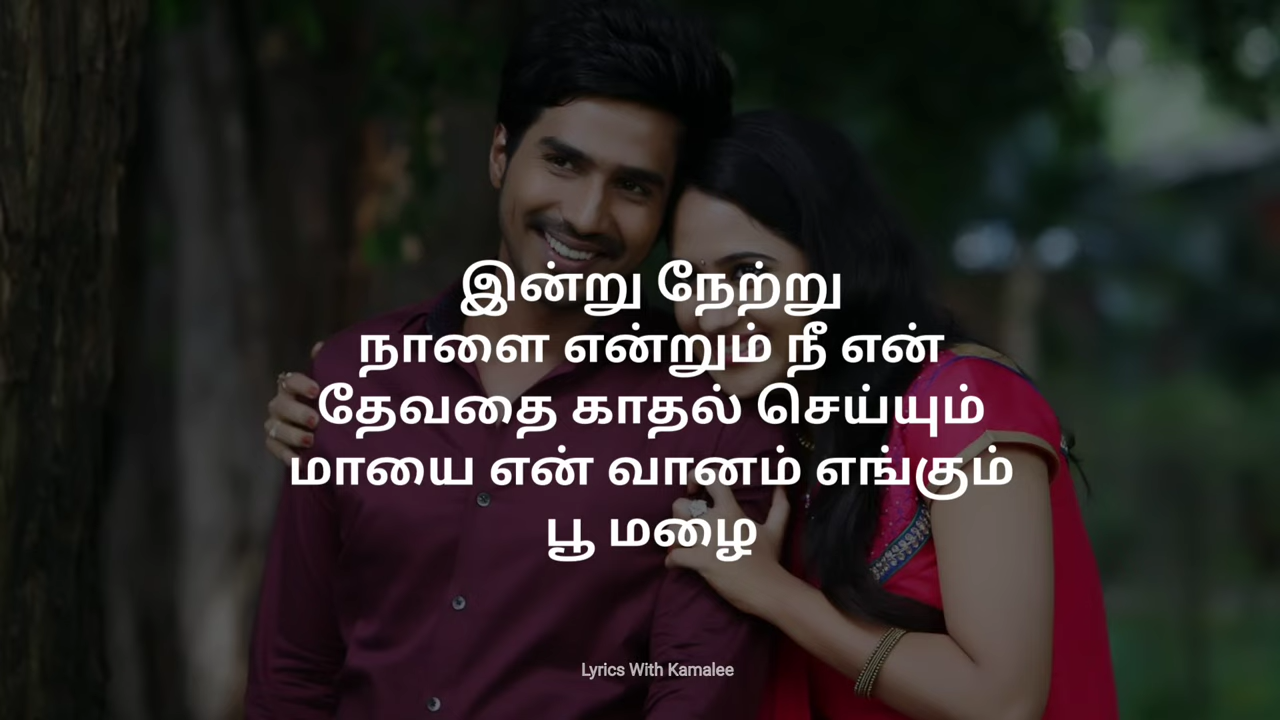 இன்று நேற்று
நாளை என்றும் நீ என்
தேவதை காதல் செய்யும்
மாயை என் வானம் எங்கும்
பூ மழை
Lyrics With Kamalee